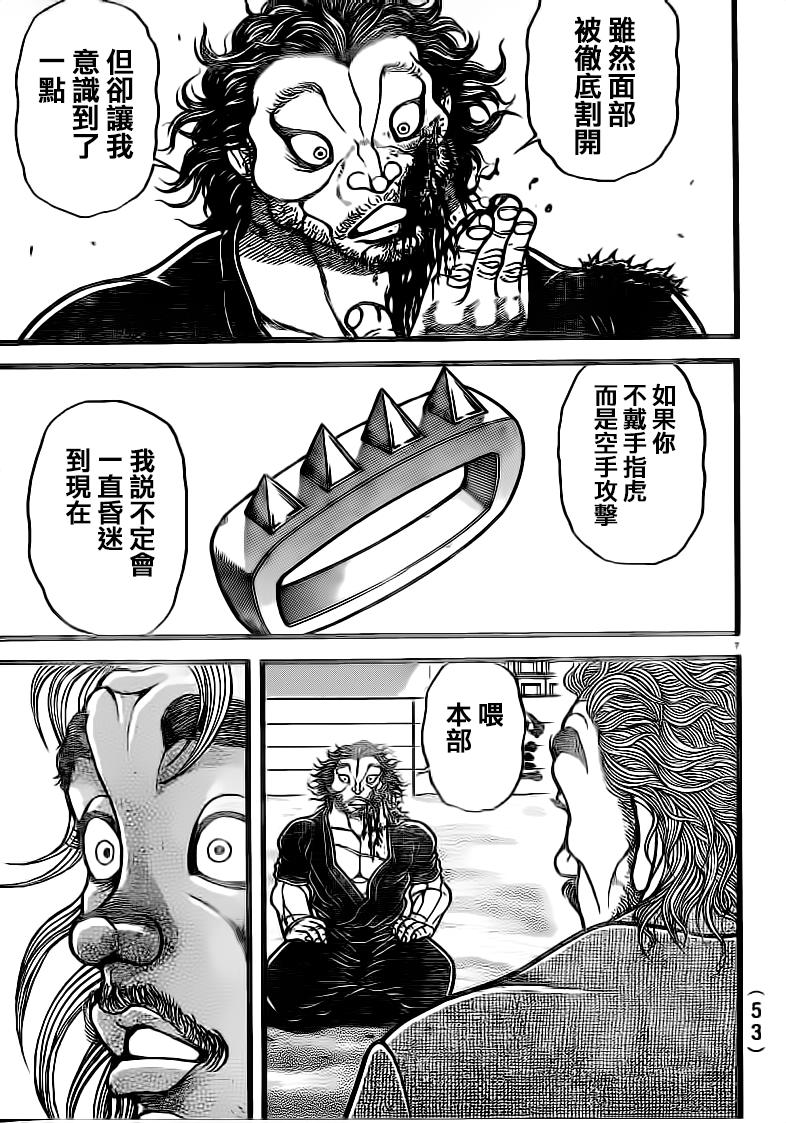 雖然面部
被徹底割開
但卻讓我
意識到了
一點
如果你
不戴手指虎
而是空手攻擊
我說不定會
一直昏迷
到現在
7
喂
本部
(53)